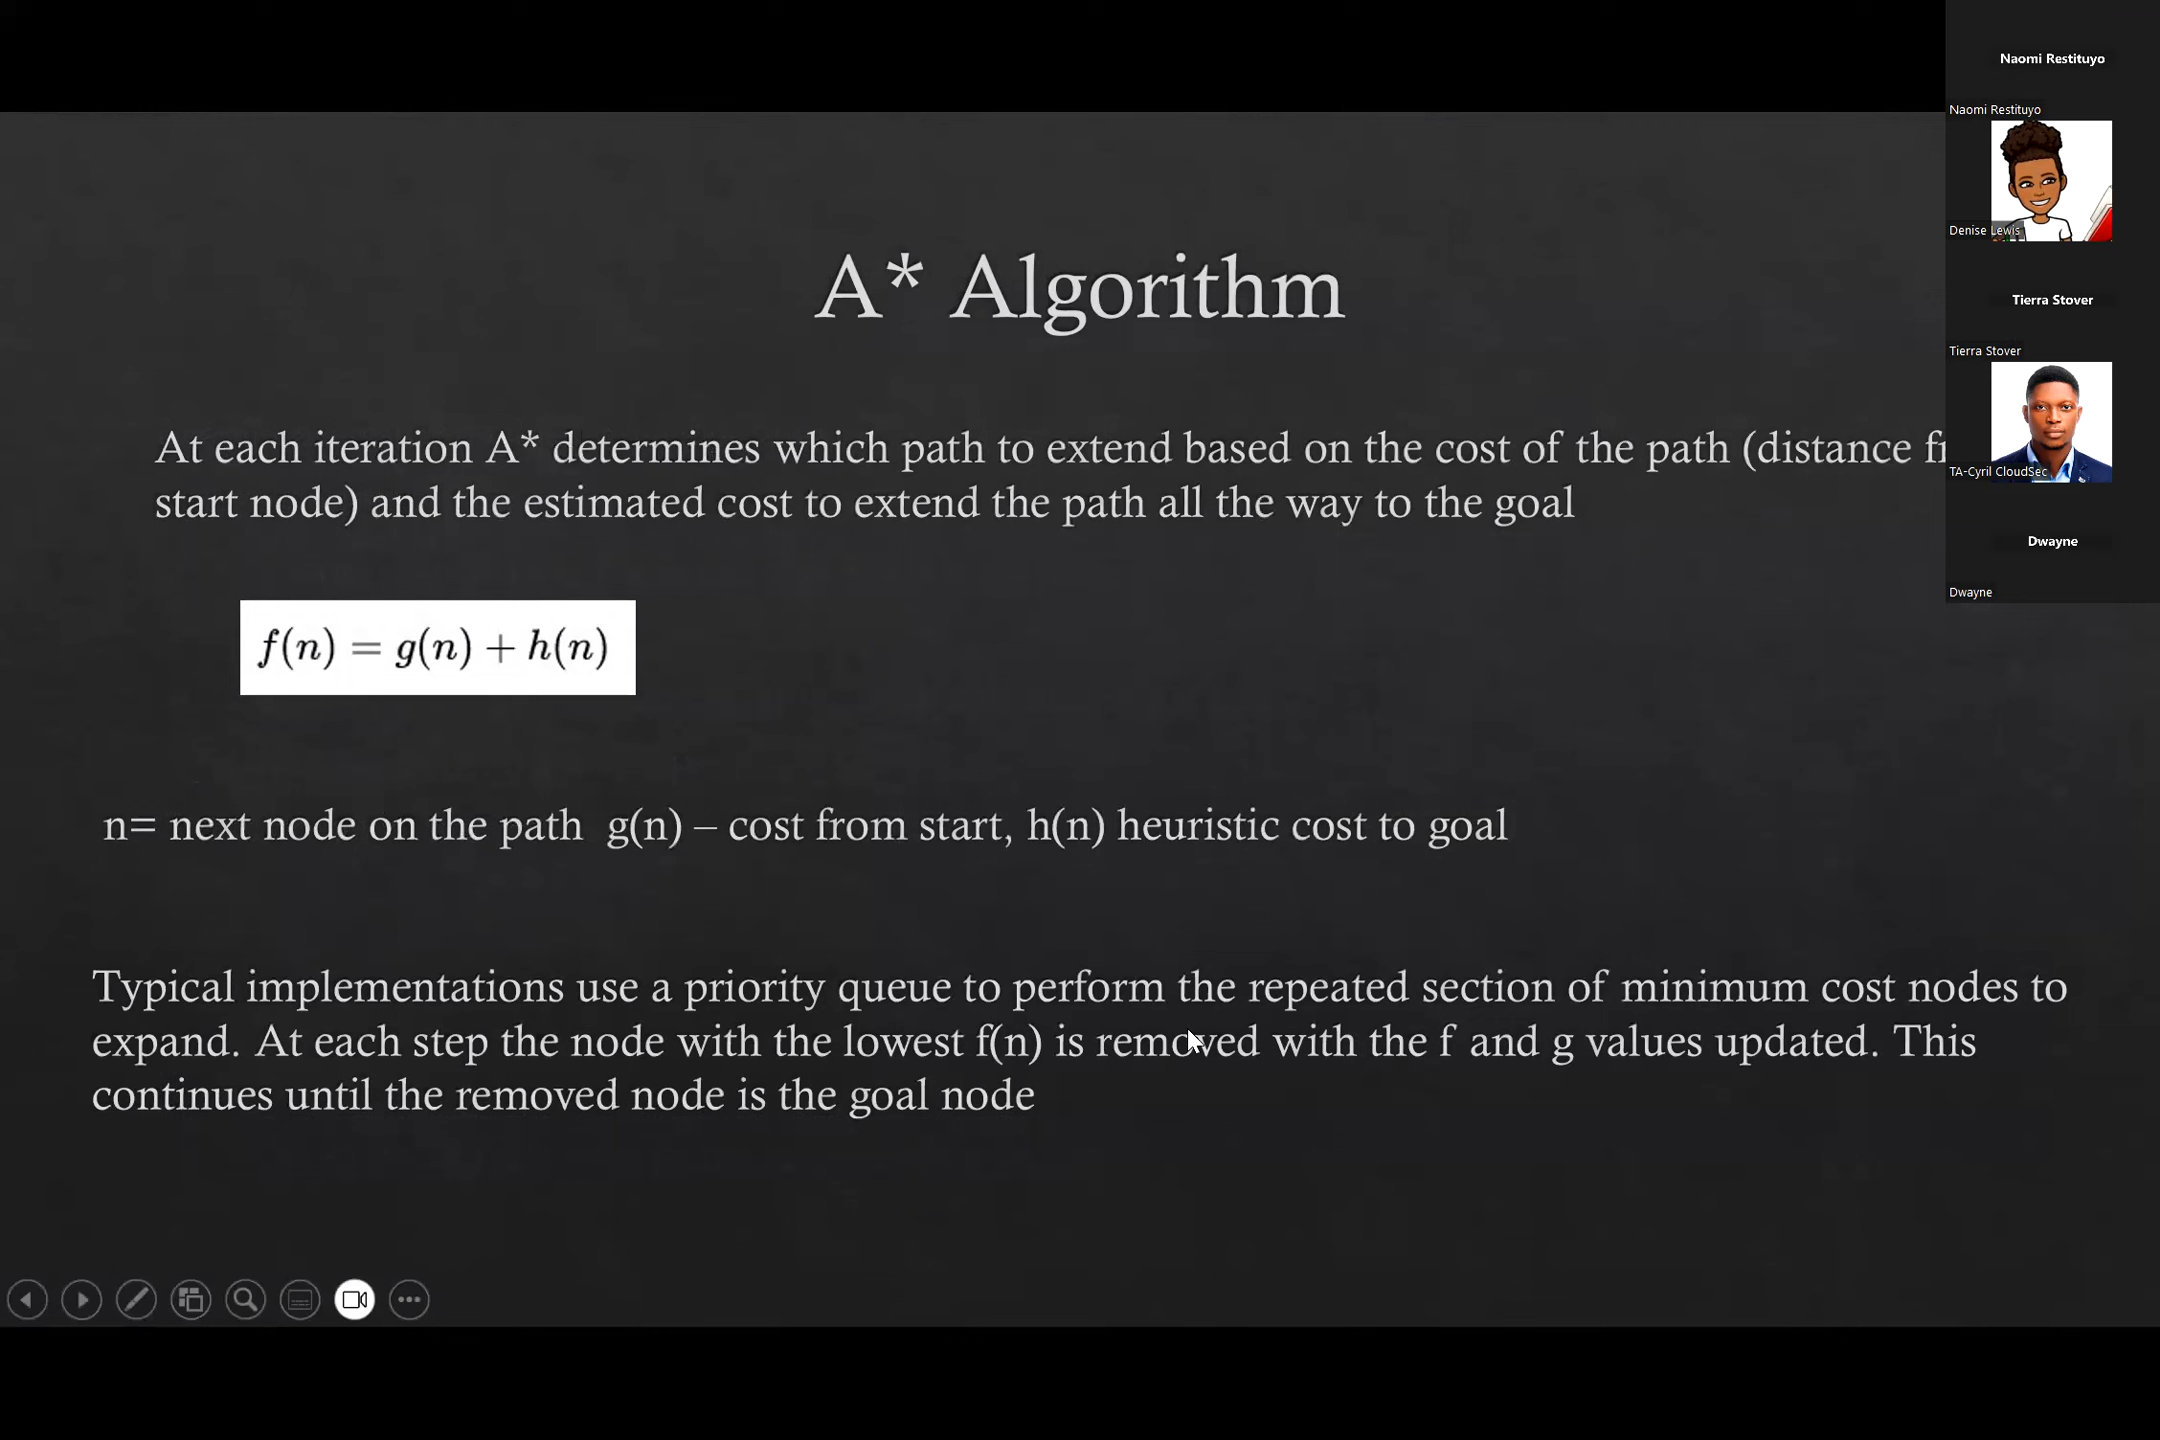 A* Algorithm
At each iteration A* determines which path to extend based on the cost of the path (distance
start node) and the estimated cost to extend the path all the way to the goal
f(n) = g(n) + h(n)
n= next node on the path g(n) – cost from start, h(n) heuristic cost to goal
Typical implementations use a priority queue to perform the repeated section of minimum cost nodes to
expand. At each step the node with the lowest f(n) is removed with the f and g values updated. This
continues until the removed node is the goal node
Naomi Restituyo
Naomi Restituyo
Denise Lewis
Tierra Stover
Tierra Stover
TA-Cyril CloudSec
Dwayne
Dwayne